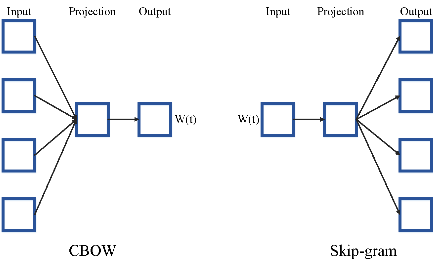 Input Projection Output
W(t)
CBOW
Input Projection Output
W(t)
Skip-gram